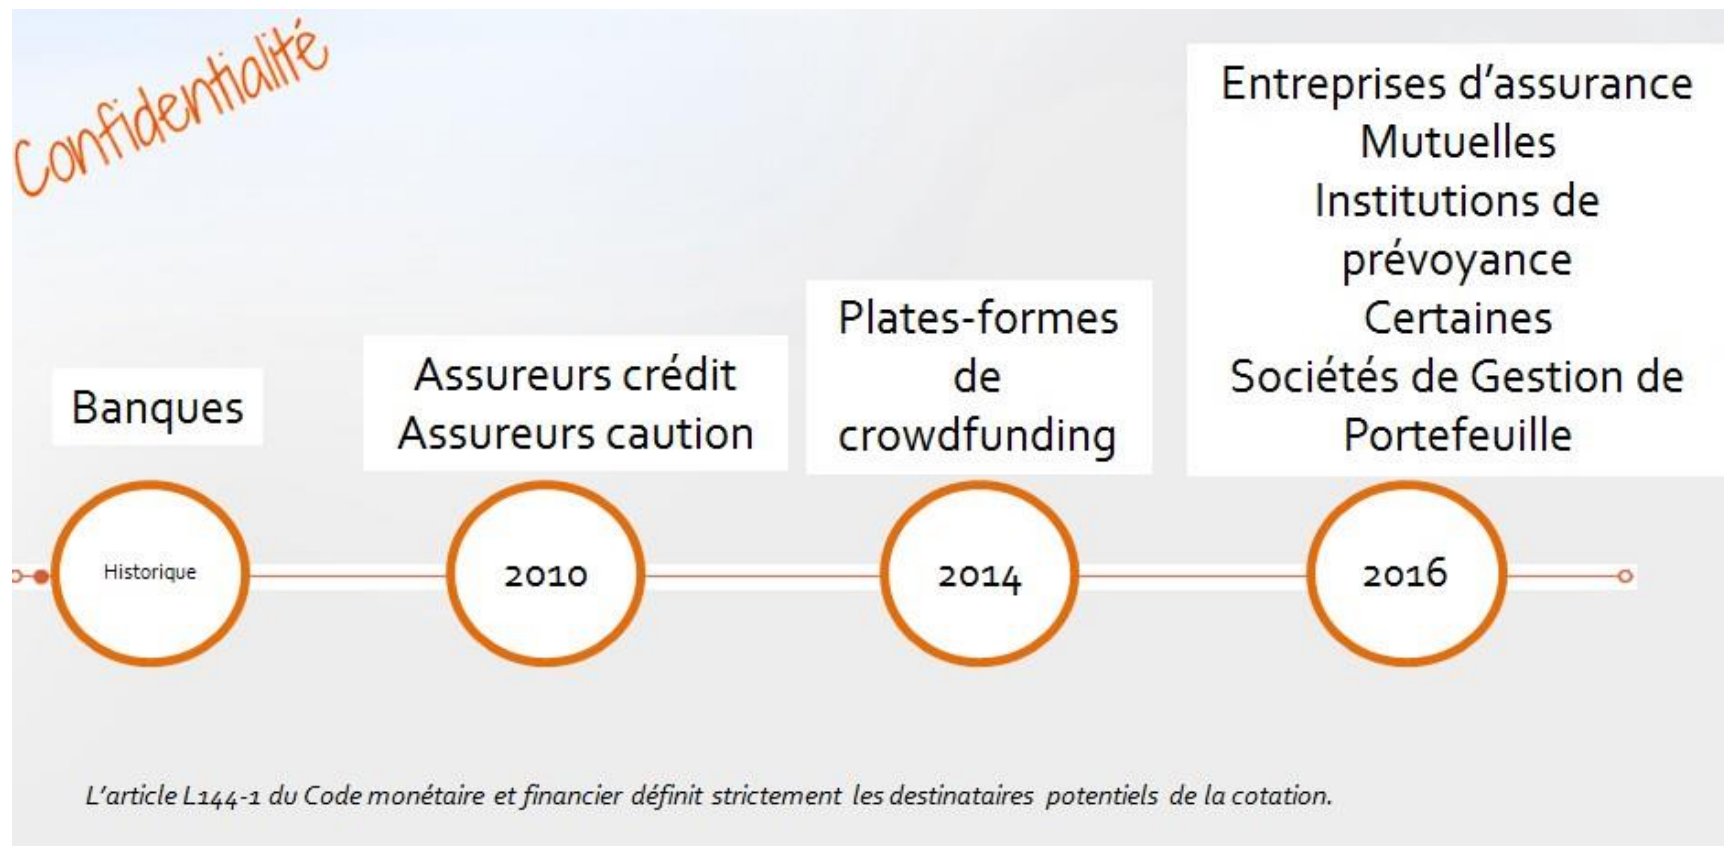 Confidentialité
Banques
Assureurs crédit
Assureurs caution
Plates-formes
de
crowdfunding
Entreprises d'assurance
Mutuelles
Institutions de
prévoyance
Certaines
Sociétés de Gestion de
Portefeuille
Historique
2010
2014
2016
L'article L144-1 du Code monétaire et financier définit strictement les destinataires potentiels de la cotation.